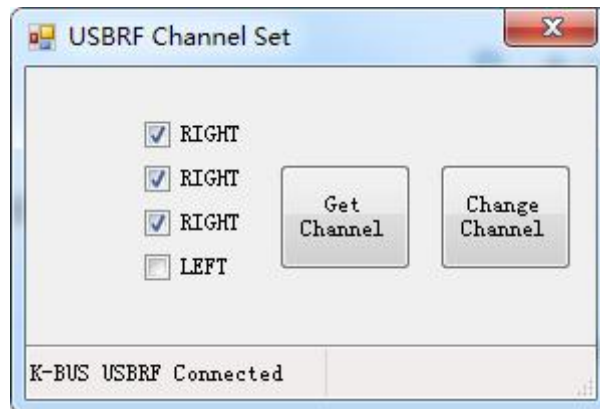 USBRF Channel Set
RIGHT
RIGHT
RIGHT
LEFT
Get
Channel
Change
Channel
K-BUS USBRF Connected